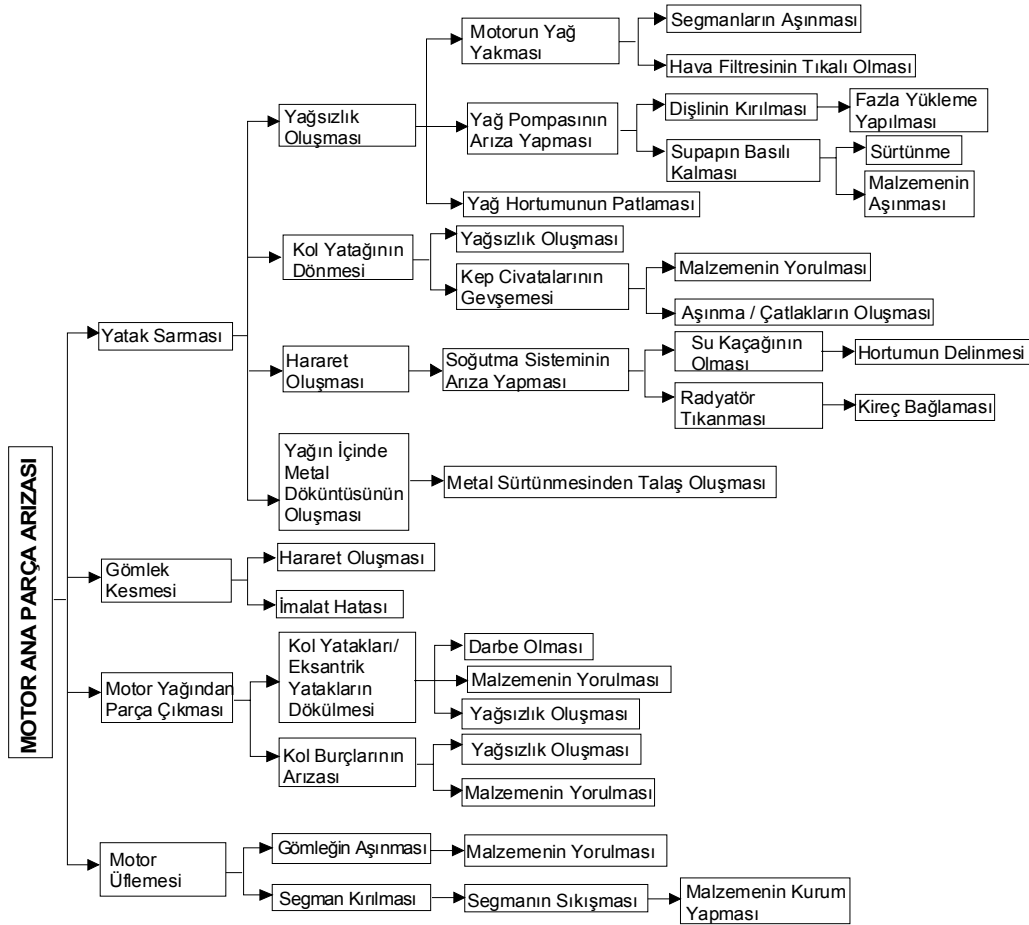 MOTOR ANA PARÇA ARIZASI
Yatak Sarması
Yağsızlık
Oluşması
Motorun Yağ
Yakması
Segmanların Aşınması
Hava Filtresinin Tıkalı Olması
Yağ Pompasının
Arıza Yapması
Dişlinin Kırılması
Fazla Yükleme
Yapılması
Supapın Basılı
Kalması
Sürtünme
Malzemenin
Aşınması
Yağ Hortumunun Patlaması
Kol Yatağının
Dönmesi
Yağsızlık Oluşması
Kep Civatalarının
Gevşemesi
Malzemenin Yorulması
Aşınma / Çatlakların Oluşması
Hararet
Oluşması
Soğutma Sisteminin
Arıza Yapması
Su Kaçağının
Olması
Hortumun Delinmesi
Radyatör
Tıkanması
Kireç Bağlaması
Yağın İçinde
Metal
Döküntüsünün
Oluşması
Metal Sürtünmesinden Talaş Oluşması
Gömlek
Kesmesi
Hararet Oluşması
İmalat Hatası
Motor Yağından
Parça Çıkması
Kol Yatakları/
Eksantrik
Yatakların
Dökülmesi
Darbe Olması
Malzemenin Yorulması
Yağsızlık Oluşması
Kol Burçlarının
Arızası
Yağsızlık Oluşması
Malzemenin Yorulması
Motor
Üflemesi
Gömleğin Aşınması
Malzemenin Yorulması
Segman Kırılması
Segmanın Sıkışması
Malzemenin Kurum
Yapması